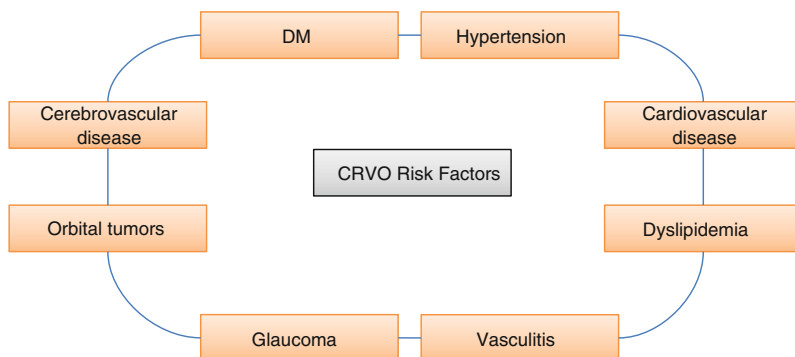 DM
Hypertension
Cerebrovascular
disease
Cardiovascular
disease
CRVO Risk Factors
Orbital tumors
Dyslipidemia
Glaucoma
Vasculitis